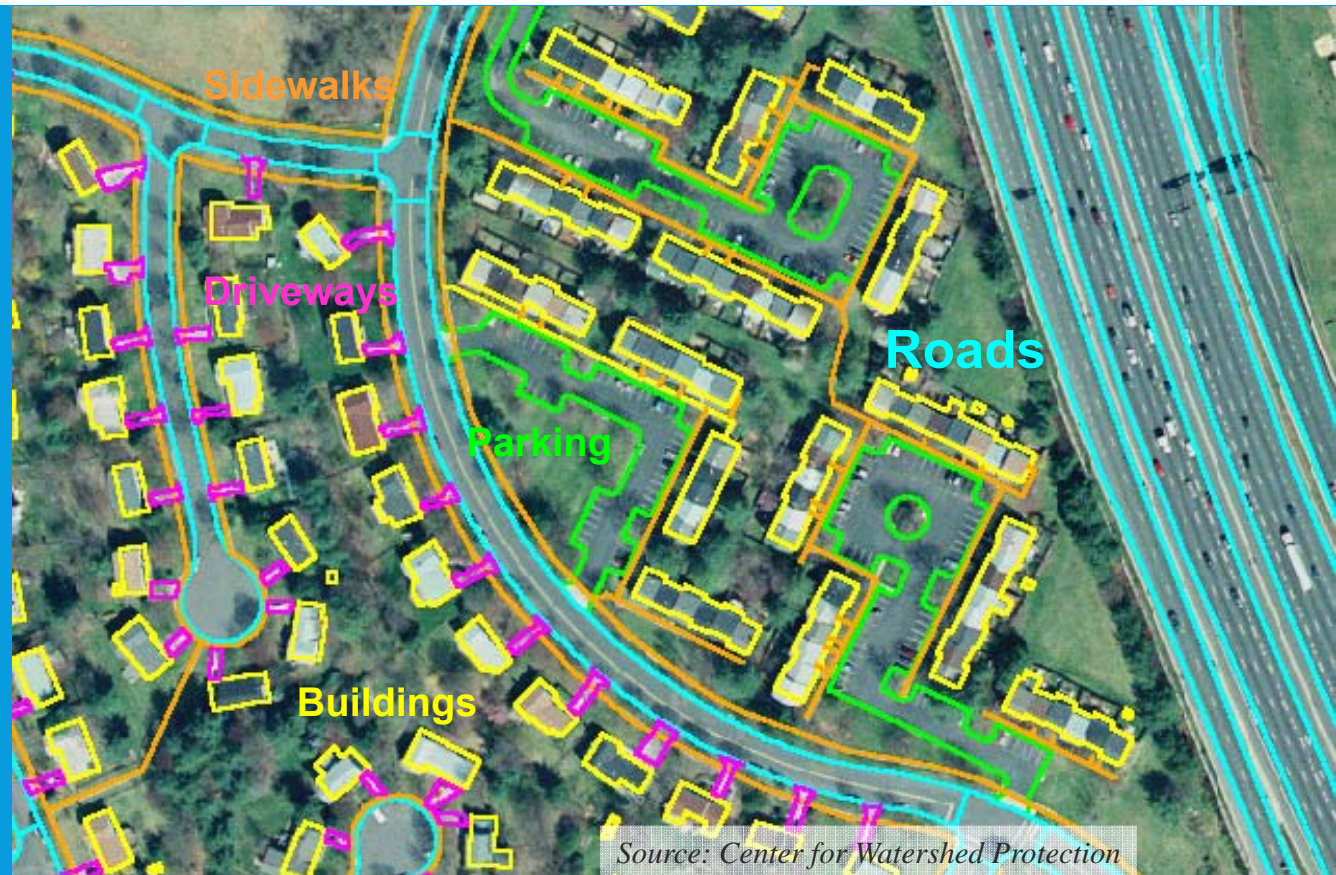 Sidewalks
Driveways
Roads
Parking
Buildings
Source: Center for Watershed Protection